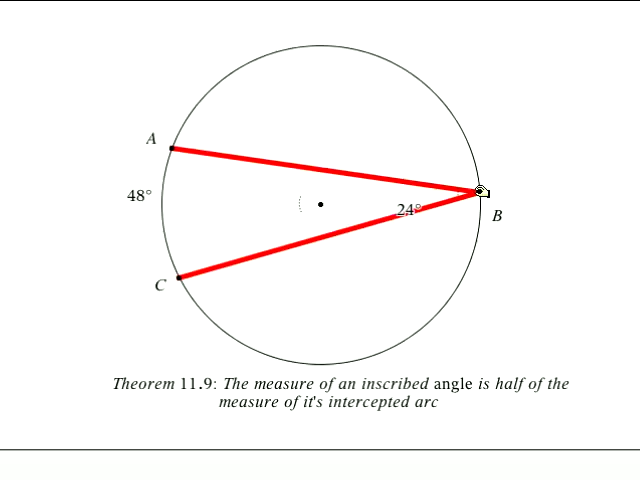 A
48°
24°
B
C
Theorem 11.9: The measure of an inscribed angle is half of the
measure of it's intercepted arc